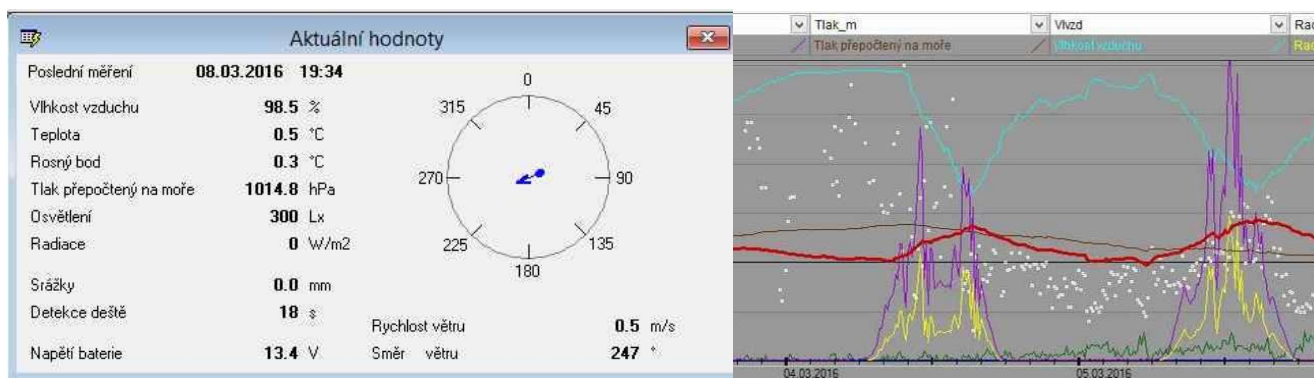 Aktuální hodnoty
Poslední měření 08.03.2016 19:34
Vlhkost vzduchu 98.5 %
Teplota 0.5 °C
Rosný bod 0.3 °C
Tlak přepočtený na moře 1014.8 hPa
Osvětlení 300 Lx
Radiace 0 W/m2
Srážky 0.0 mm
Detekce deště 18 s
Napětí baterie 13.4 V
0
45
90
135
180
225
270
315
Rychlost větru 0.5 m/s
Směr větru 247 °
Tlak_m Vlvzd Rad
Tlak přepočtený na moře Vlhkost vzduchu Rad
04.03.2016 05.03.2016